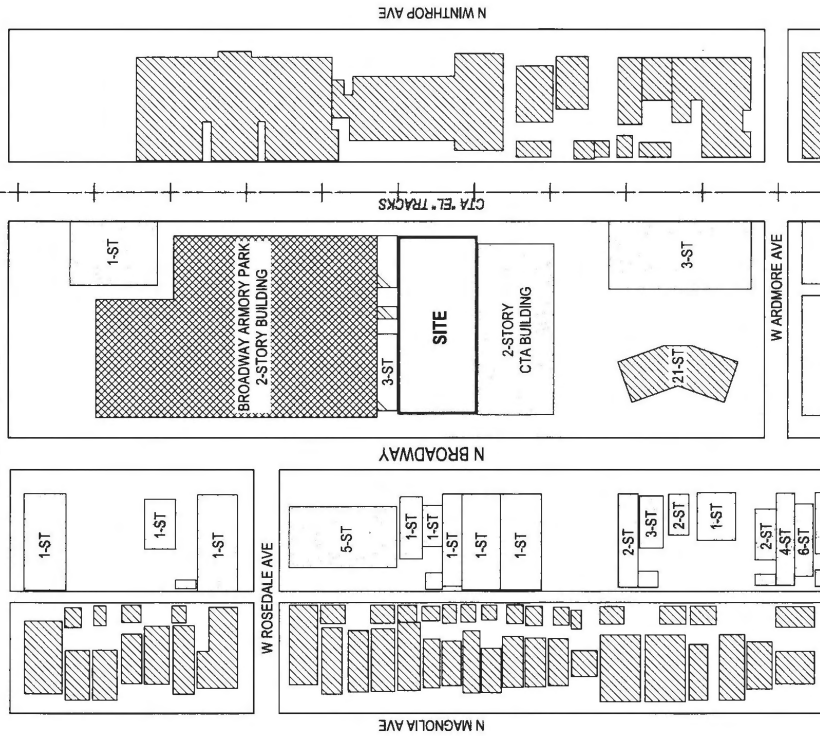 N WINTHROP AVE
CTA "EL" TRACKS
1-ST
BROADWAY ARMORY PARK
2-STORY BUILDING
3-ST
SITE
2-STORY
CTA BUILDING
3-ST
21-ST
W ARDMORE AVE
N BROADWAY
1-ST
1-ST
1-ST
W ROSEDALE AVE
5-ST
1-ST
1-ST
1-ST
1-ST
1-ST
2-ST
3-ST
2-ST
1-ST
2-ST
4-ST
6-ST
N MAGNOLIA AVE